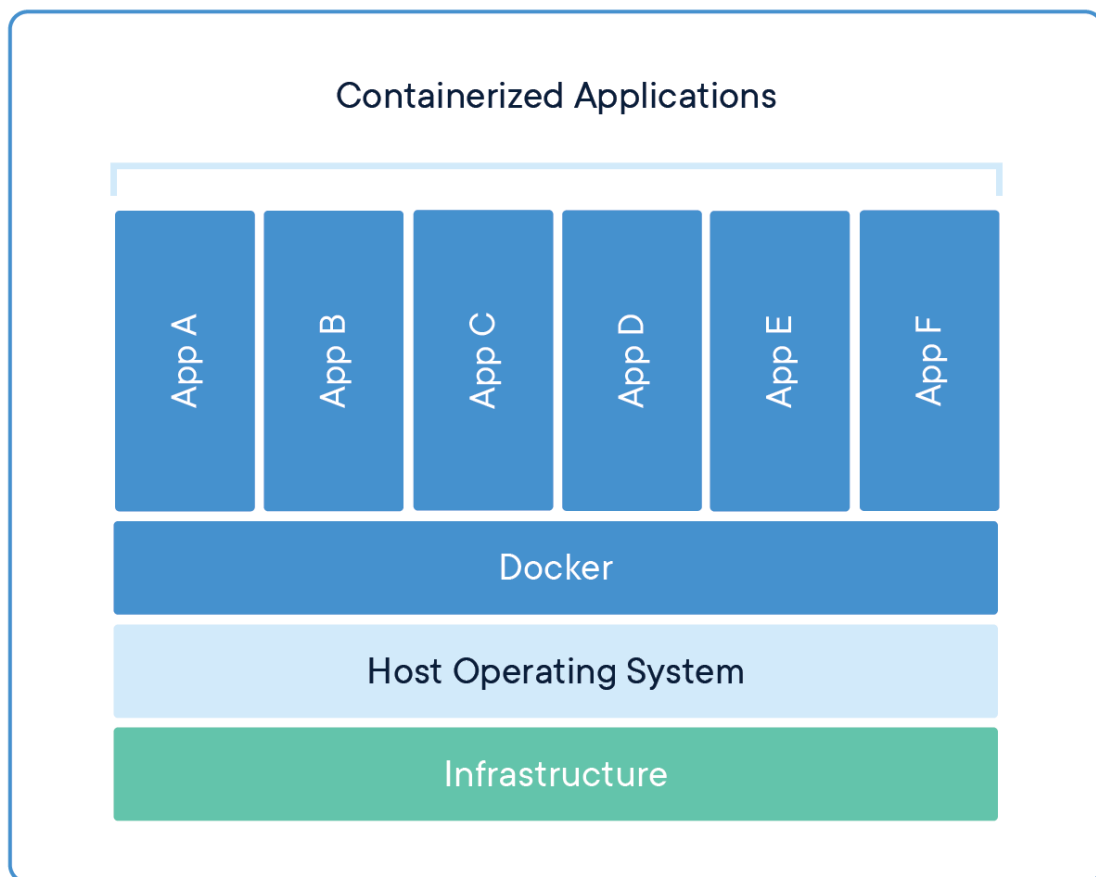 Containerized Applications
App A
App B
App C
App D
App E
App F
Docker
Host Operating System
Infrastructure